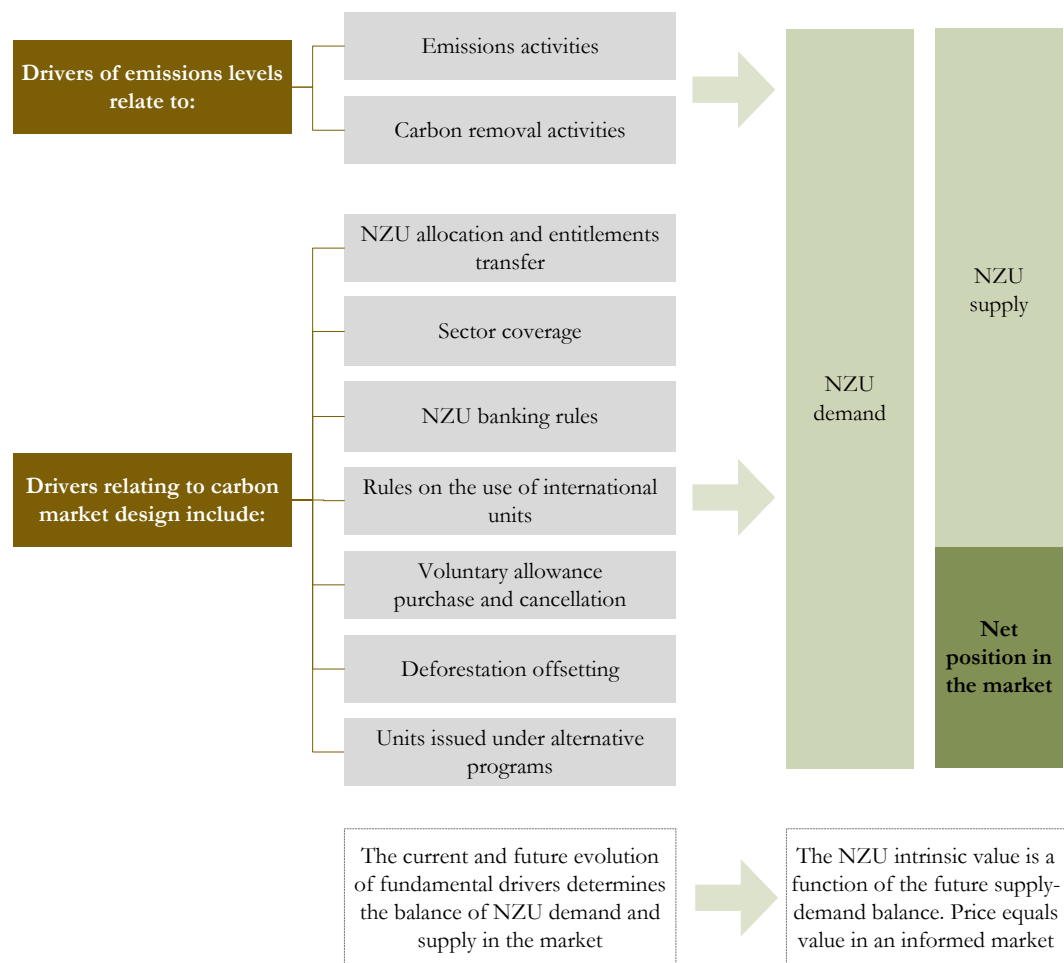 Drivers of emissions levels
relate to:
Emissions activities
Carbon removal activities
Drivers relating to carbon
market design include:
NZU allocation and entitlements
transfer
Sector coverage
NZU banking rules
Rules on the use of international
units
Voluntary allowance
purchase and cancellation
Deforestation offsetting
Units issued under alternative
programs
NZU
demand
NZU
supply
Net
position in
the market
The current and future evolution
of fundamental drivers determines
the balance of NZU demand and
supply in the market
The NZU intrinsic value is a
function of the future supply-
demand balance. Price equals
value in an informed market